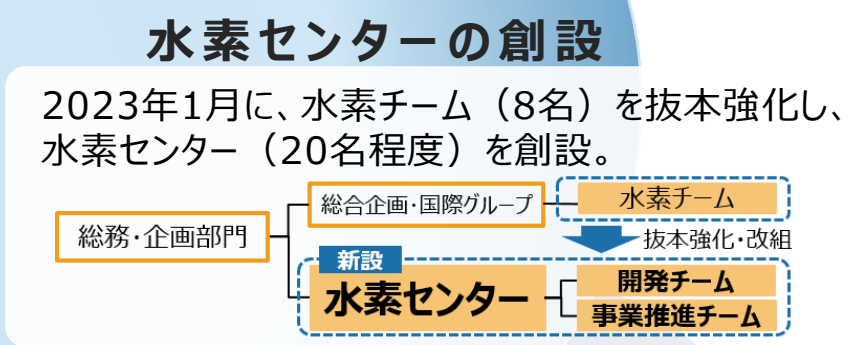 水素センターの創設
2023年1月に、水素チーム（8名）を抜本強化し、
水素センター（20名程度）を創設。
総合企画・国際グループ
水素チーム
総務・企画部門
抜本強化・改組
新設
水素センター
開発チーム
事業推進チーム